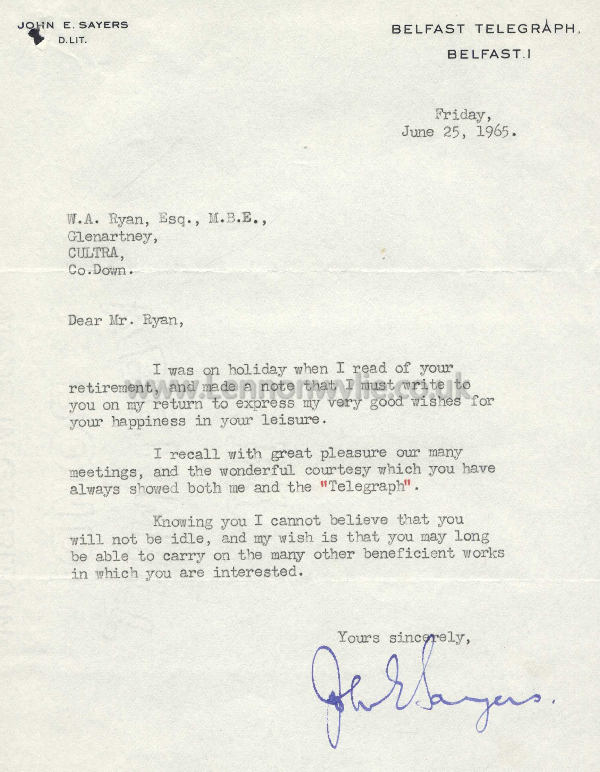 JOHN E. SAYERS
D.LIT.
BELFAST TELEGRAPH,
BELFAST.1
Friday,
June 25, 1965.
W.A. Ryan, Esq., M.B.E.,
Glenartney,
CULTRA,
Co.Down.
Dear Mr. Ryan,
I was on holiday when I read of your
retirement, and made a note that I must write to
you on my return to express my very good wishes for
your happiness in your leisure.
www.Lennonwylie.co.uk
I recall with great pleasure our many
meetings, and the wonderful courtesy which you have
always showed both me and the "Telegraph".
Knowing you I cannot believe that you
will not be idle, and my wish is that you may long
be able to carry on the many other beneficient works
in which you are interested.
Yours sincerely,
John E Sayers.